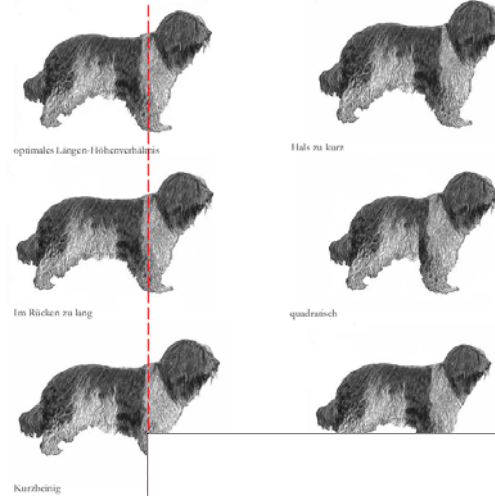 optimales Längen-Höhenverhältnis
Hals zu kurz
Im Rücken zu lang
quadratisch
Kurzbeinig